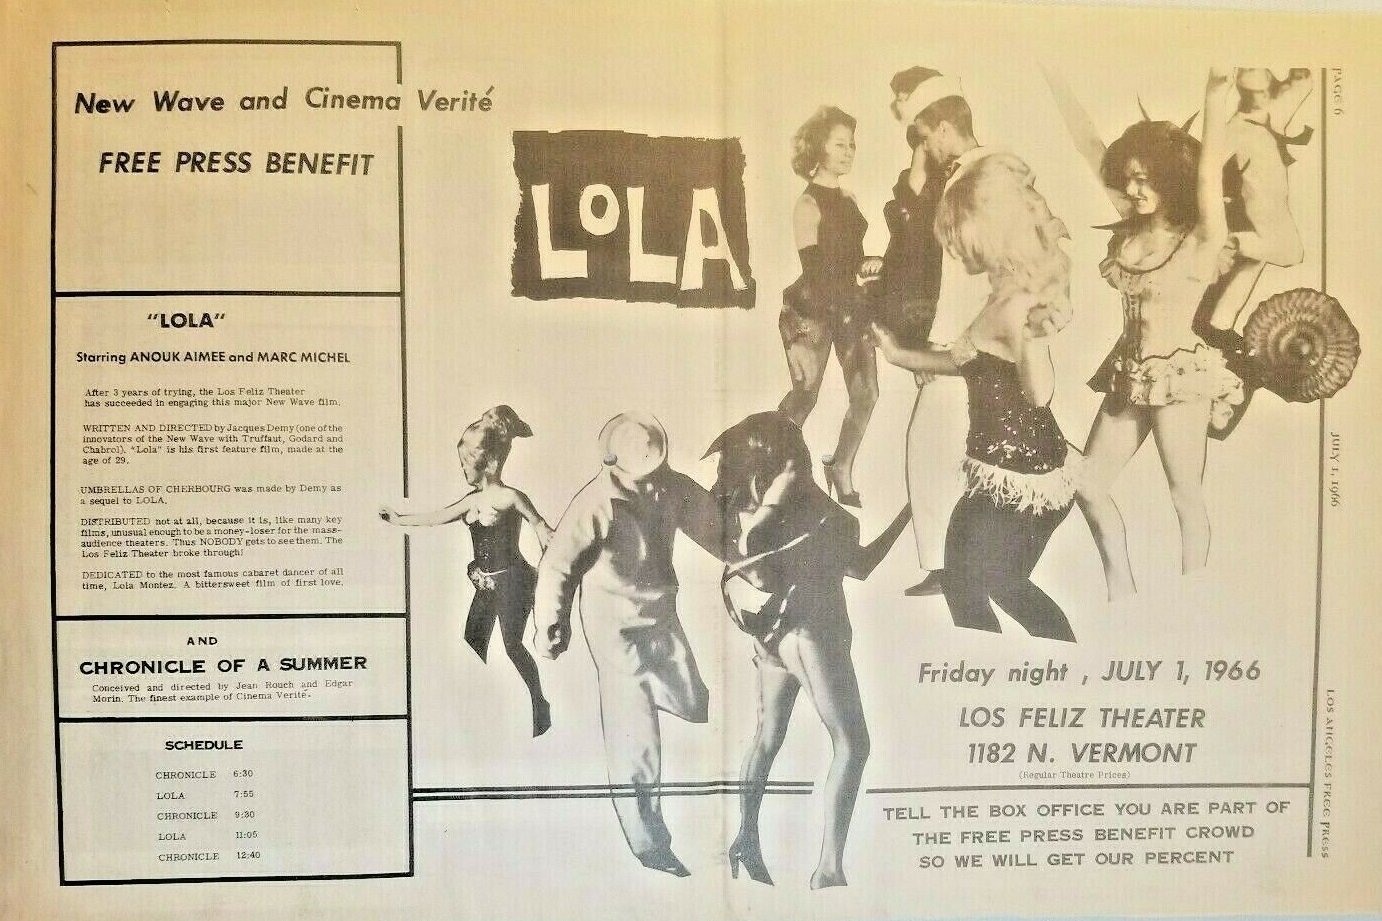 New Wave and Cinema Verité
FREE PRESS BENEFIT
LOLA
"LOLA"
Starring ANOUK AIMEE and MARC MICHEL
After 3 years of trying, the Los Feliz Theater
has succeeded in engaging this major New Wave film.
WRITTEN AND DIRECTED by Jacques Demy (one of the
innovators of the New Wave with Truffaut, Godard and
Chabrol). "Lola" is his first feature film, made at the
age of 29.
UMBRELLAS OF CHERBOURG was made by Demy as
a sequel to LOLA.
DISTRIBUTED not at all, because it is, like many key
films, unusual enough to be a money-loser for the mass-
audience theaters. Thus NOBODY gets to see them. The
Los Feliz Theater broke through!
DEDICATED to the most famous cabaret dancer of all
time, Lola Montez. A bittersweet film of first love.
AND
CHRONICLE OF A SUMMER
Conceived and directed by Jean Rouch and Edgar
Morin. The finest example of Cinema Verité.
SCHEDULE
CHRONICLE 6:30
LOLA 7:55
CHRONICLE 9:30
LOLA 11:05
CHRONICLE 12:40
Friday night , JULY 1, 1966
LOS FELIZ THEATER
1182 N. VERMONT
(Regular Theatre Prices)
TELL THE BOX OFFICE YOU ARE PART OF
THE FREE PRESS BENEFIT CROWD
SO WE WILL GET OUR PERCENT
PAGE 6
JULY 1, 1966
LOS ANGELES FREE PRESS